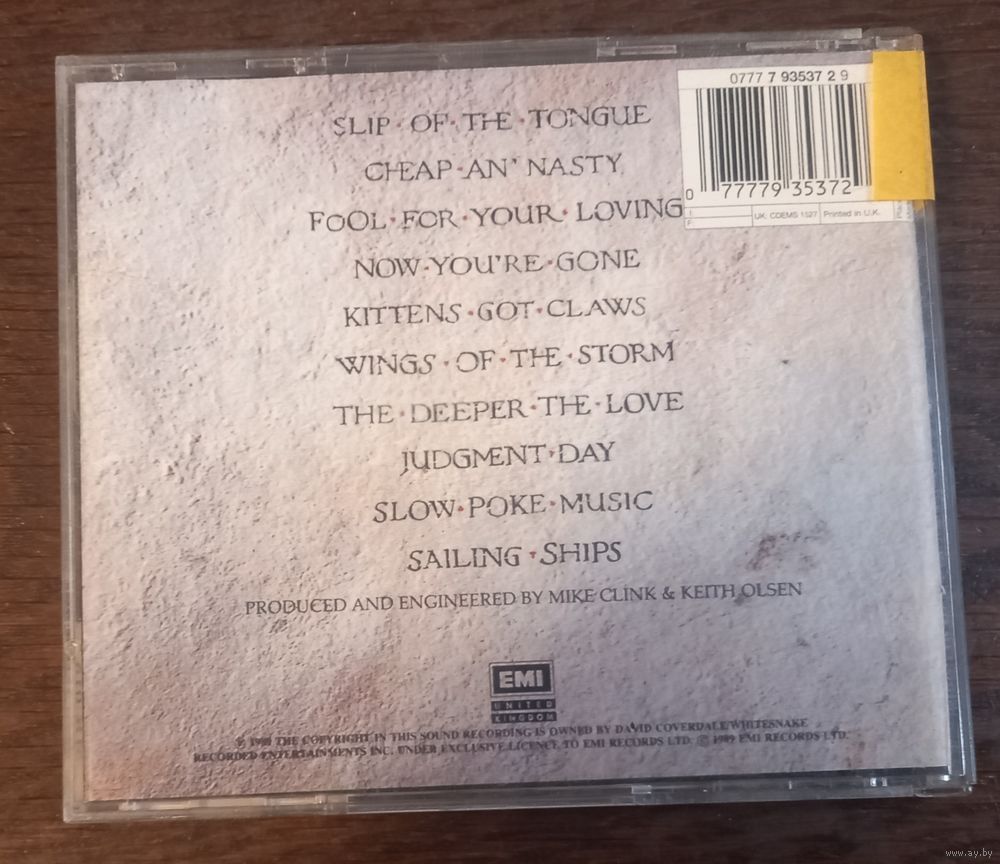 0777 7 93537 2 9
0 77779 35372
UK: CDEMS 1527 Printed in U.K.
SLIP · OF · THE · TONGUE
CHEAP · AN' NASTY
FOOL · FOR · YOUR · LOVING
NOW · YOU'RE · GONE
KITTENS · GOT · CLAWS
WINGS · OF · THE · STORM
THE · DEEPER · THE · LOVE
JUDGMENT · DAY
SLOW · POKE · MUSIC
SAILING · SHIPS
PRODUCED AND ENGINEERED BY MIKE CLINK & KEITH OLSEN
EMI
UNITED
KINGDOM
THE COPYRIGHT IN THIS SOUND RECORDING IS OWNED BY DAVID COVERDALE/WHITESNAKE
RECORDED ENTERTAINMENTS INC. UNDER EXCLUSIVE LICENCE TO EMI RECORDS LTD. © 1989 EMI RECORDS LTD.
www.ay.by